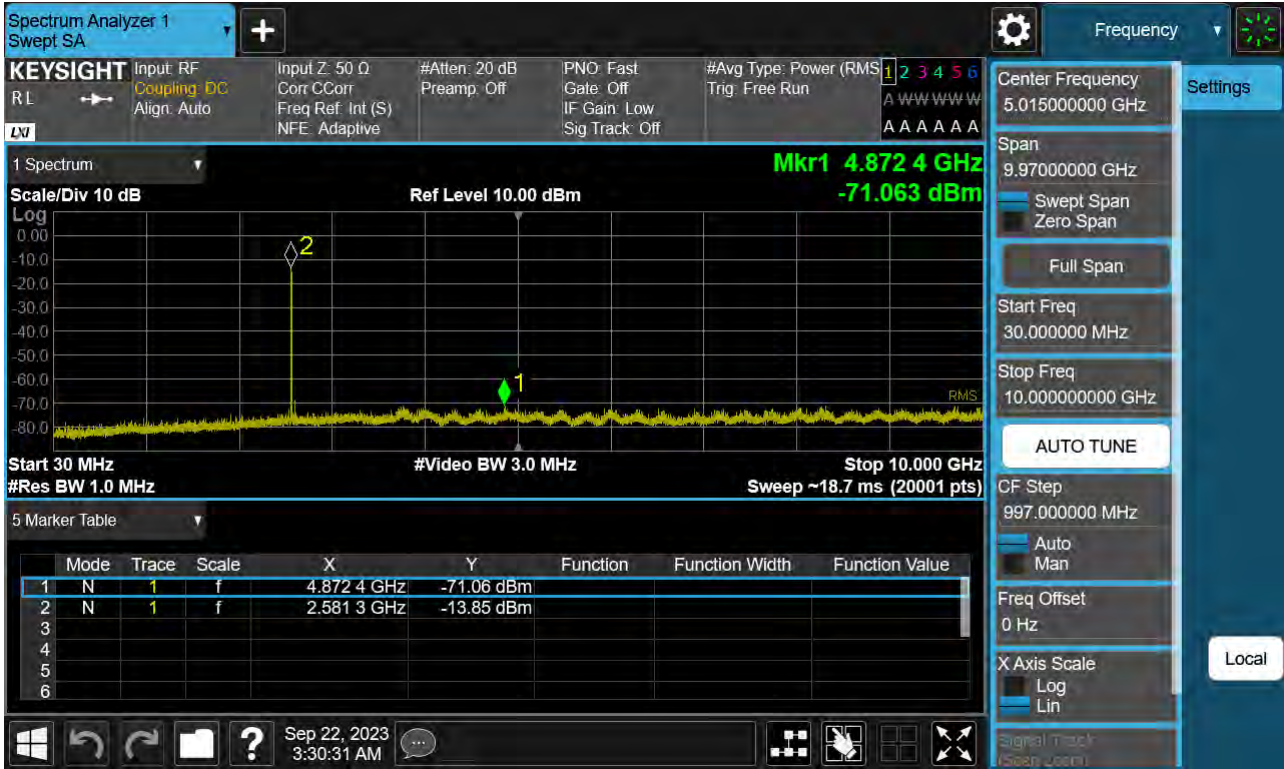 Spectrum Analyzer 1
Swept SA
Frequency
KEYSIGHT
R L
LXI
Input: RF
Coupling: DC
Align: Auto
Input Z: 50 Ω
Corr CCorr
Freq Ref: Int (S)
NFE: Adaptive
#Atten: 20 dB
Preamp: Off
PNO: Fast
Gate: Off
IF Gain: Low
Sig Track: Off
#Avg Type: Power (RMS
Trig: Free Run
1 2 3 4 5 6
A W W W W W
A A A A A A
1 Spectrum
Scale/Div 10 dB
Ref Level 10.00 dBm
Mkr1 4.872 4 GHz
-71.063 dBm
Log
0.00
-10.0
-20.0
-30.0
-40.0
-50.0
-60.0
-70.0
-80.0
2
1
RMS
Start 30 MHz
#Video BW 3.0 MHz
Stop 10.000 GHz
#Res BW 1.0 MHz
Sweep ~18.7 ms (20001 pts)
5 Marker Table
Mode Trace Scale X Y Function Function Width Function Value
1 N 1 f 4.872 4 GHz -71.06 dBm
2 N 1 f 2.581 3 GHz -13.85 dBm
3
4
5
6
Center Frequency
5.015000000 GHz
Settings
Span
9.97000000 GHz
Swept Span
Zero Span
Full Span
Start Freq
30.000000 MHz
Stop Freq
10.000000000 GHz
AUTO TUNE
CF Step
997.000000 MHz
Auto
Man
Freq Offset
0 Hz
X Axis Scale
Log
Lin
Signal Track
(Span Zoom)
Local
?
Sep 22, 2023
3:30:31 AM